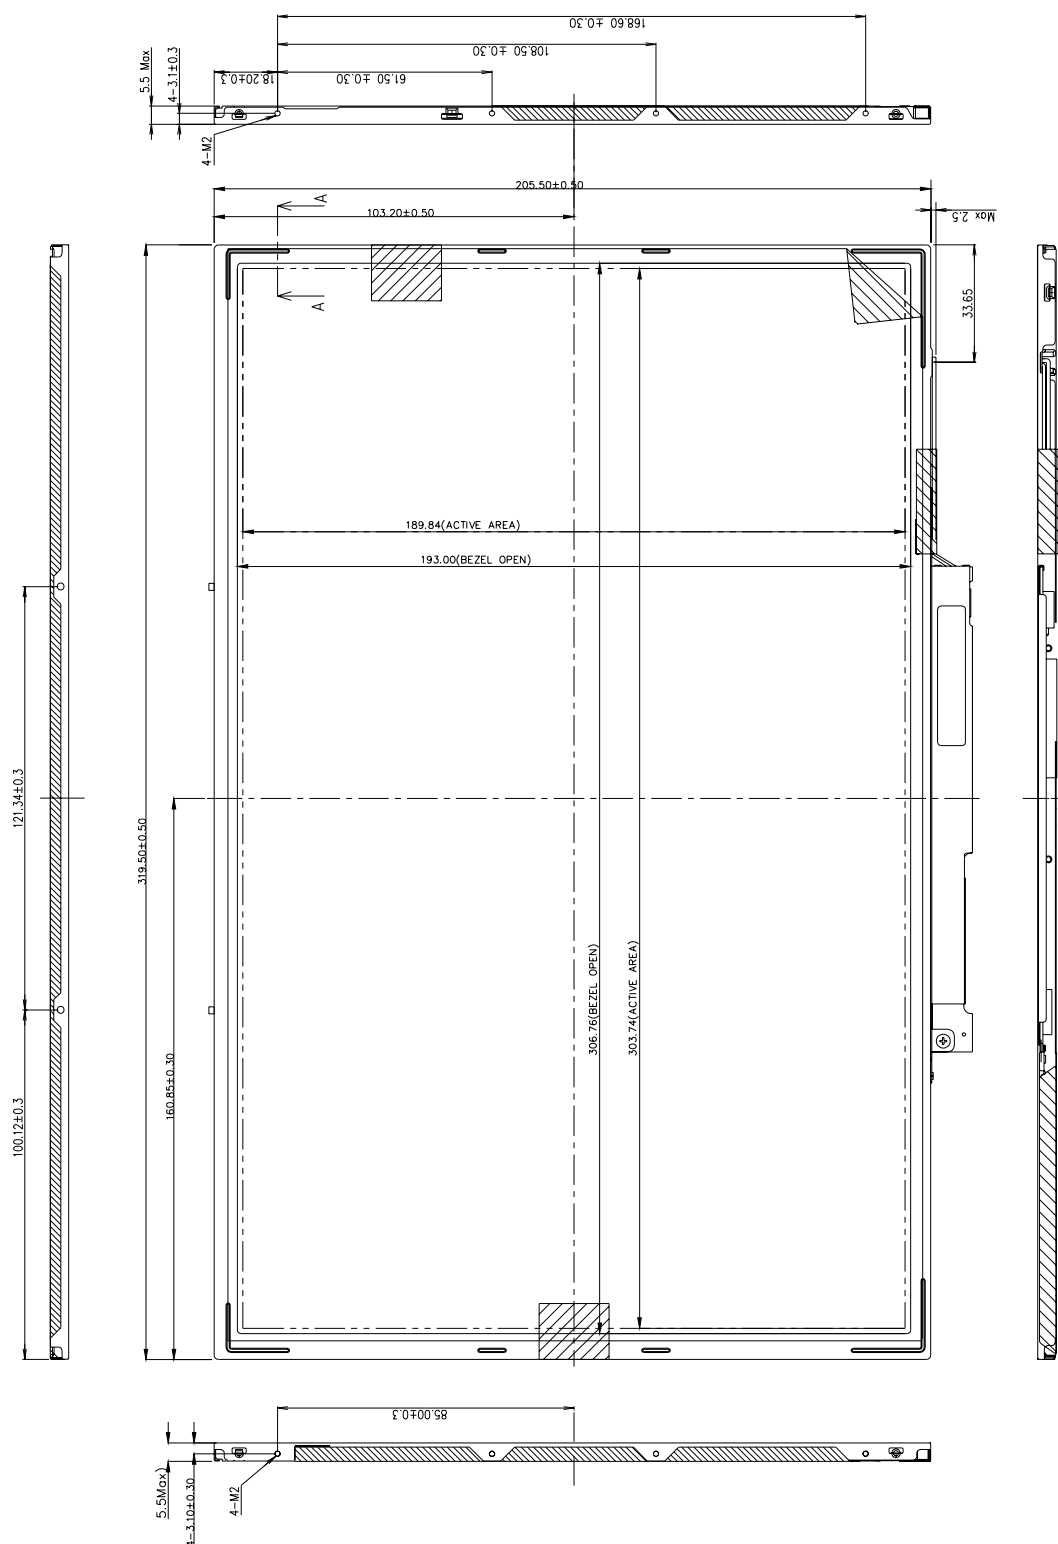 168.60 ±0.30
108.50 ±0.30
18.20±0.3
61.50 ±0.30
5.5 Max
4-3.1±0.3
4-M2
205.50±0.50
103.20±0.50
A
A
Max 2.5
33.65
189.84(ACTIVE AREA)
193.00(BEZEL OPEN)
121.34±0.3
319.50±0.50
306.76(BEZEL OPEN)
303.74(ACTIVE AREA)
160.85±0.30
100.12±0.3
85.00±0.3
5.5Max)
4-3.10±0.30
4-M2